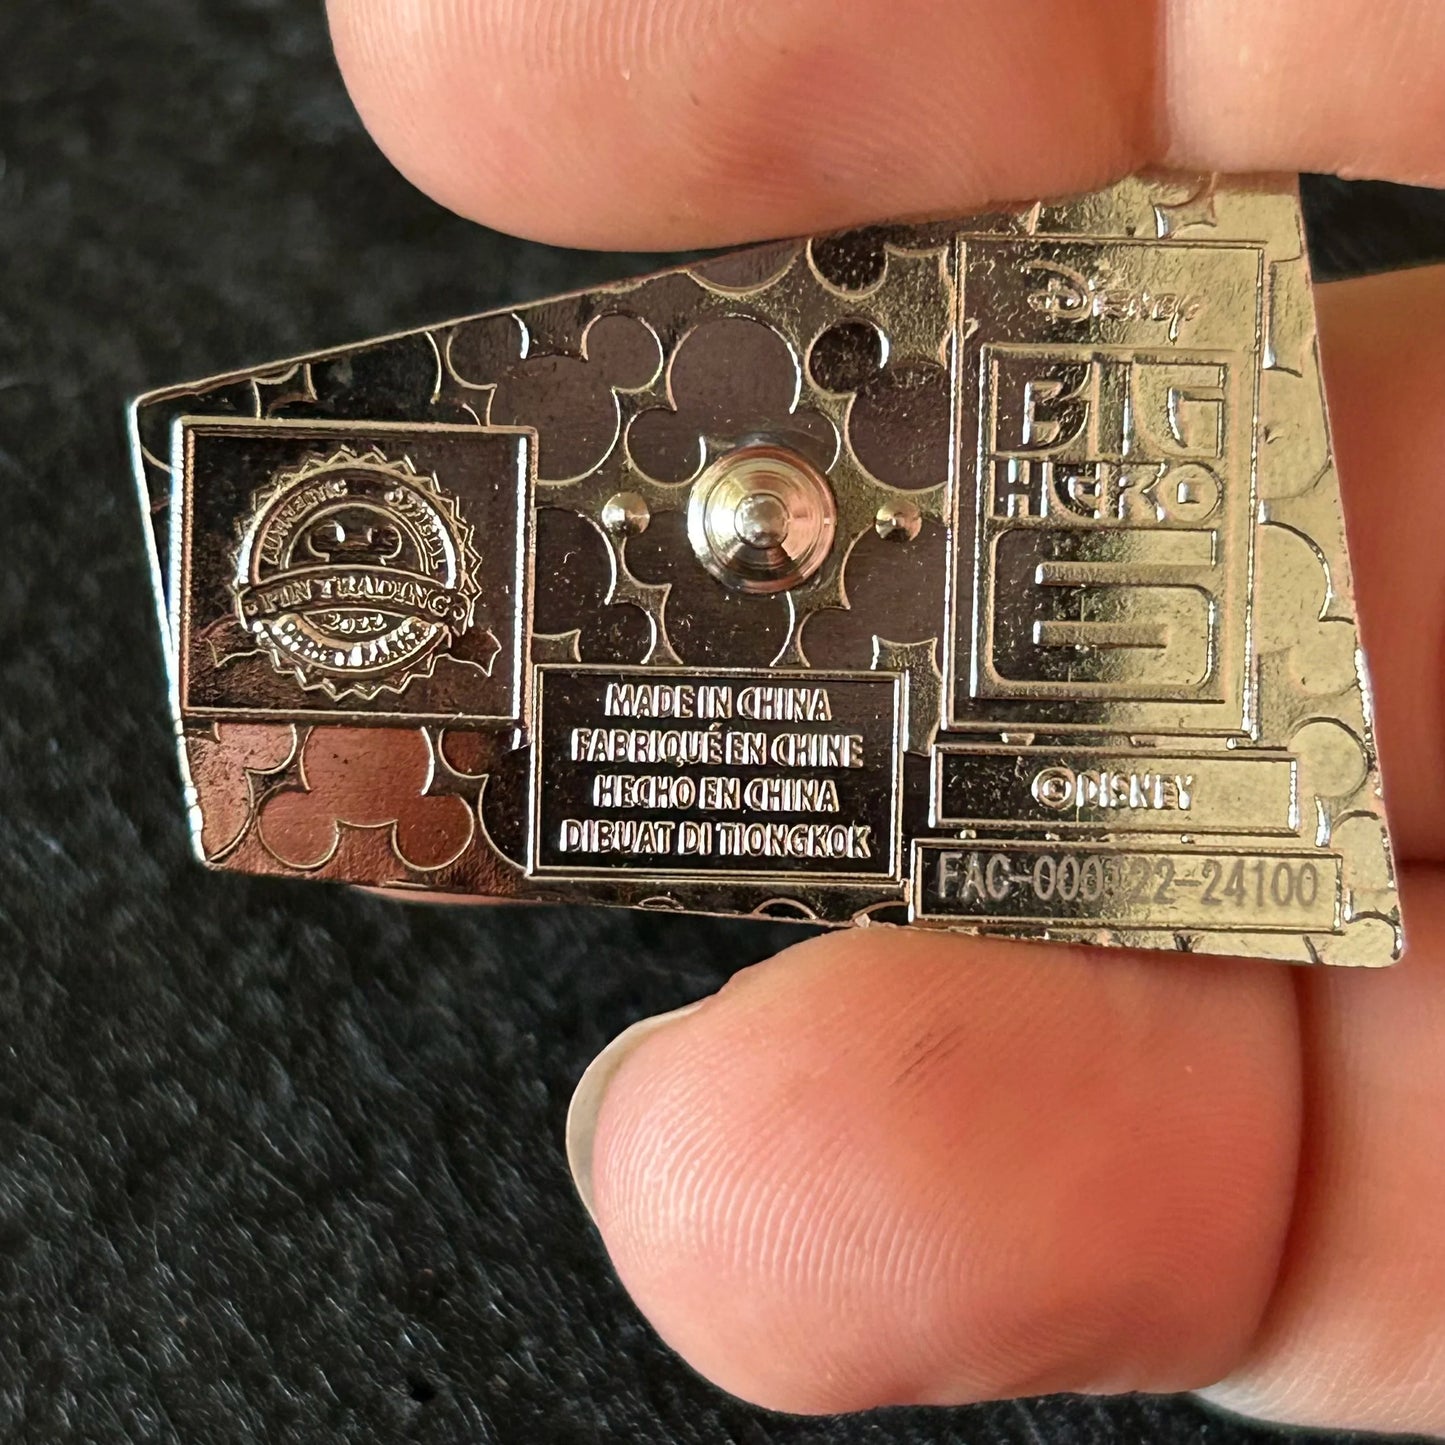 AUTHENTIC OFFICIAL
PIN TRADING
2022
MADE IN CHINA
FABRIQUÉ EN CHINE
HECHO EN CHINA
DIBUAT DI TIONGKOK
Disney
BIG
HERO
6
©DISNEY